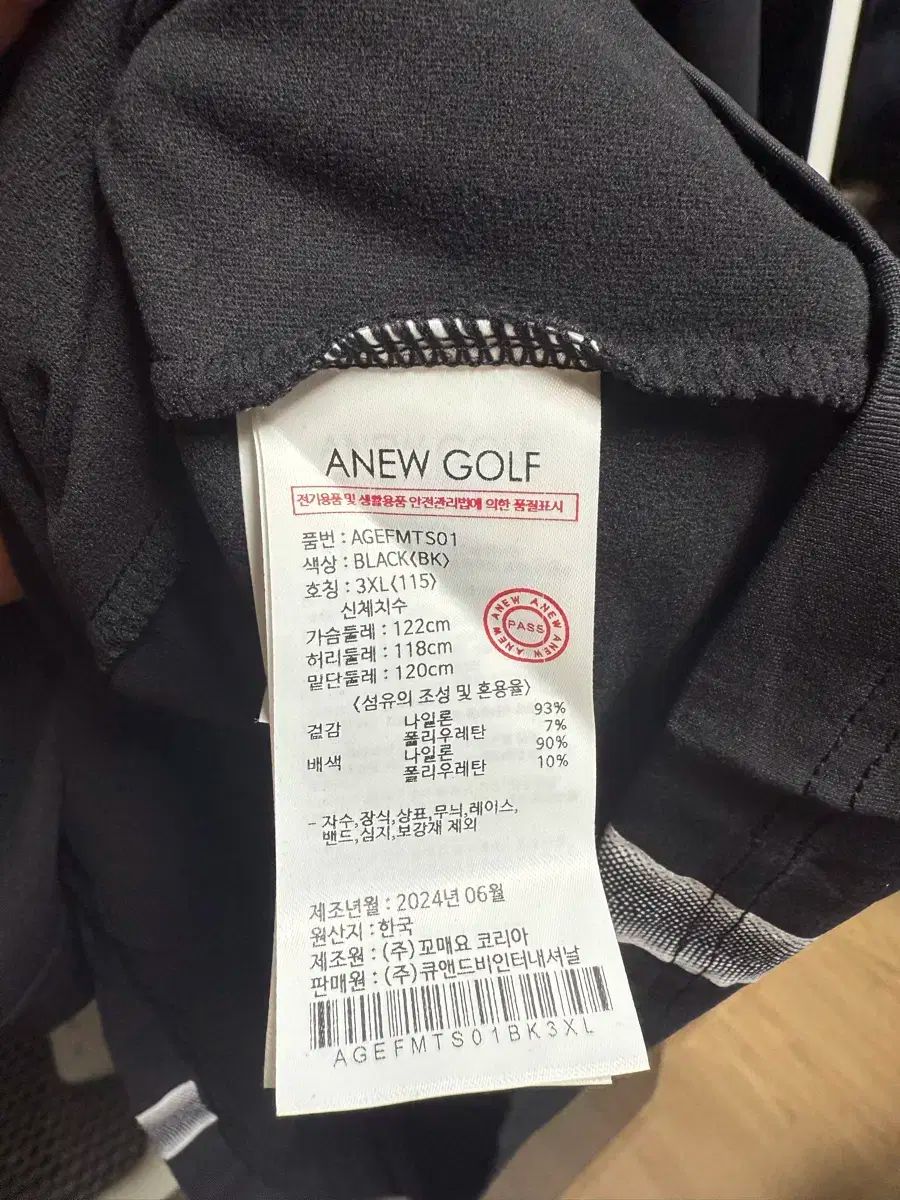 ANEW GOLF
전기용품 및 생활용품 안전관리법에 의한 품질표시
품번 : AGEFMTS01
색상 : BLACK(BK)
호칭 : 3XL(115)
신체치수
가슴둘레 : 122cm
허리둘레 : 118cm
밑단둘레 : 120cm
ANEW ANEW ANEW ANEW
PASS
〈섬유의 조성 및 혼용율〉
겉감 나일론 93%
폴리우레탄 7%
배색 나일론 90%
폴리우레탄 10%
- 자수,장식,상표,무늬,레이스,
밴드,심지,보강재 제외
제조년월 : 2024년 06월
원산지 : 한국
제조원 : (주)꼬매요 코리아
판매원 : (주)큐앤드비인터내셔날
AGEFMTS01BK3XL